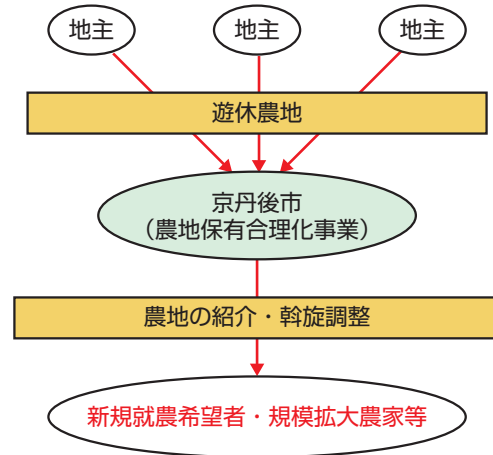 地主
地主
地主
遊休農地
京丹後市
（農地保有合理化事業）
農地の紹介・斡旋調整
新規就農希望者・規模拡大農家等